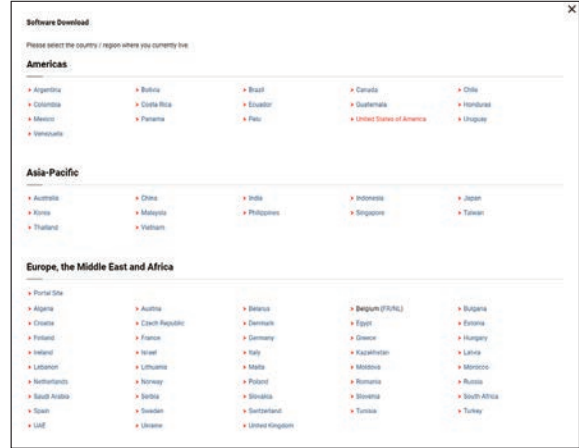 Software Download
Please select the country / region where you currently live
Americas
Argentina Bolivia Brazil Canada Chile
Colombia Costa Rica Ecuador Guatemala Honduras
Mexico Panama Peru United States of America Uruguay
Venezuela
Asia-Pacific
Australia China India Indonesia Japan
Korea Malaysia Philippines Singapore Taiwan
Thailand Vietnam
Europe, the Middle East and Africa
Portal Site
Algeria Austria Belarus Belgium (FR/NL) Bulgaria
Croatia Czech Republic Denmark Egypt Estonia
Finland France Germany Greece Hungary
Ireland Israel Italy Kazakhstan Latvia
Lebanon Lithuania Malta Moldova Morocco
Netherlands Norway Poland Romania Russia
Saudi Arabia Serbia Slovakia Slovenia South Africa
Spain Sweden Switzerland Tunisia Turkey
UAE Ukraine United Kingdom